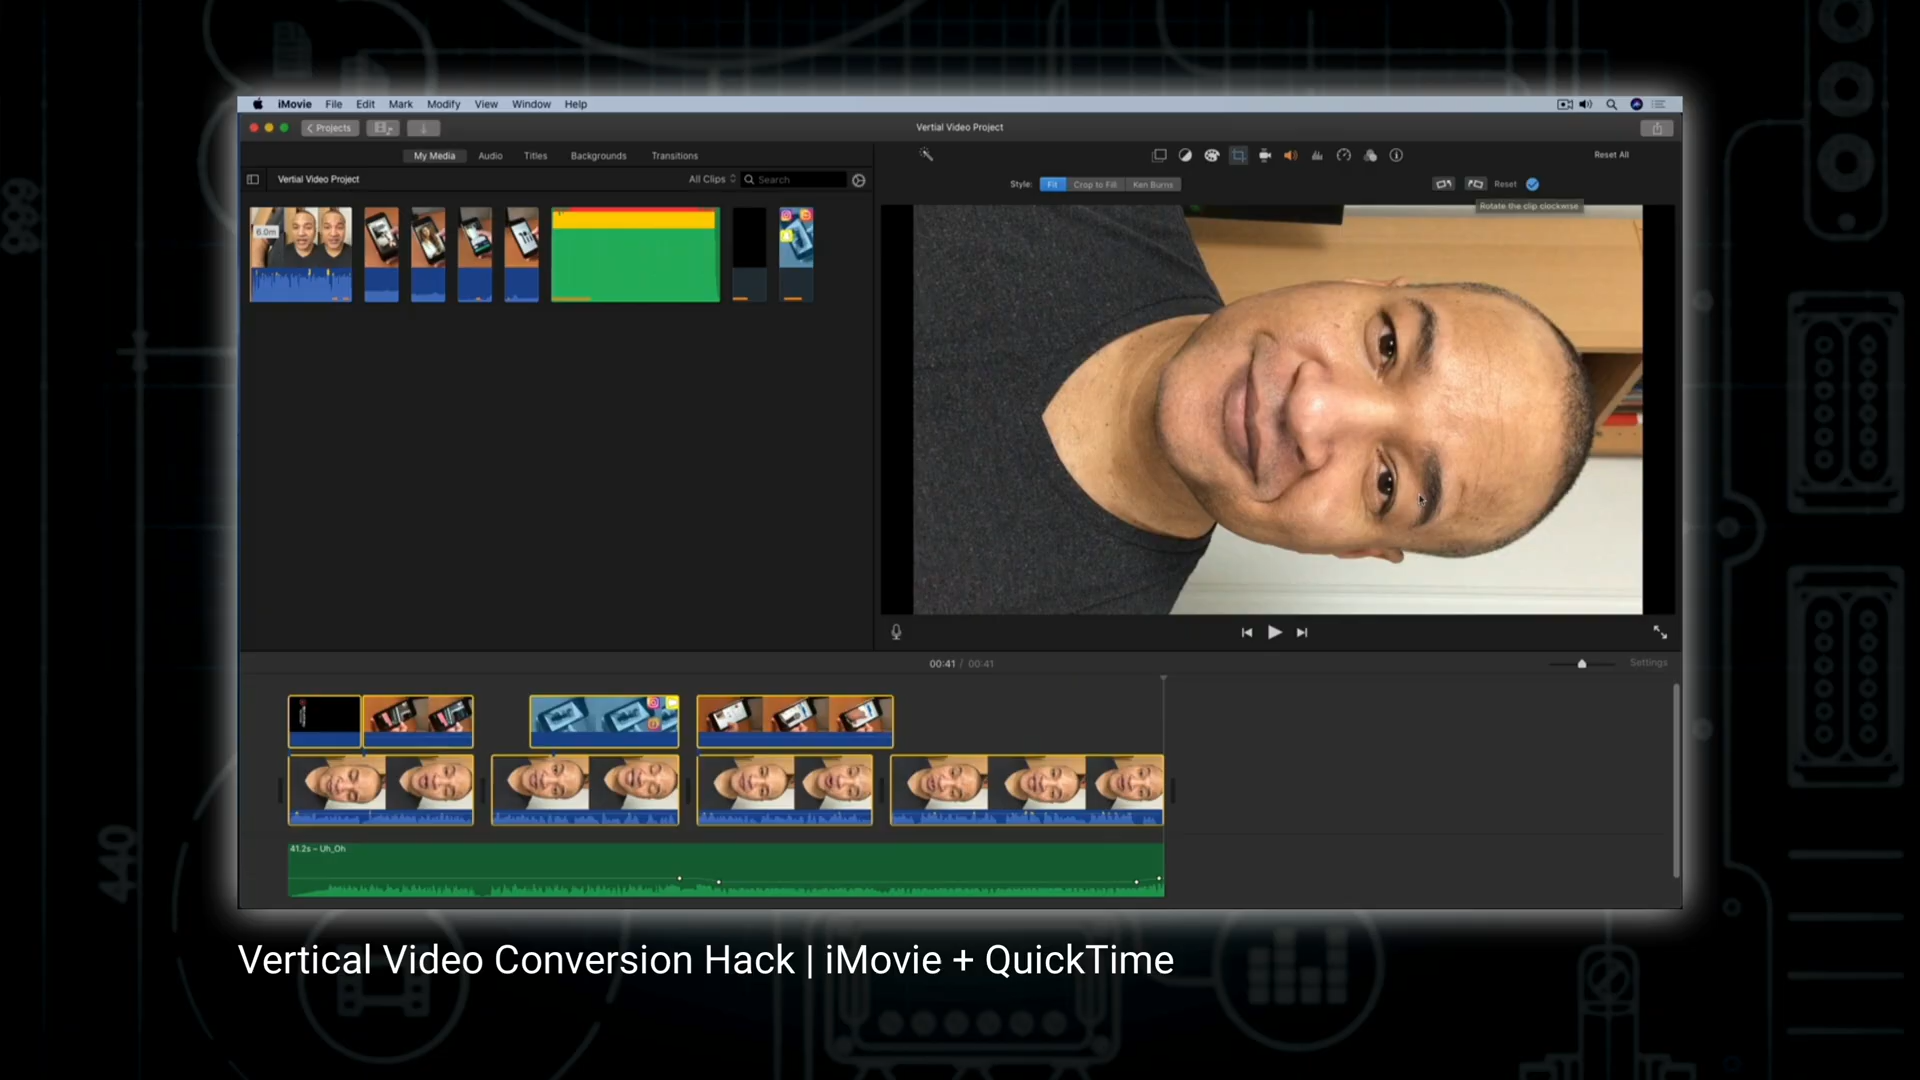 iMovie File Edit Mark Modify View Window Help
Projects
Vertial Video Project
My Media Audio Titles Backgrounds Transitions
Reset All
Vertial Video Project
All Clips
Search
Style: Fit Crop to Fill Ken Burns
Reset
Rotate the clip clockwise
6.0m
00:41 / 00:41
Settings
41.2s – Uh_Oh
Vertical Video Conversion Hack | iMovie + QuickTime
999
440